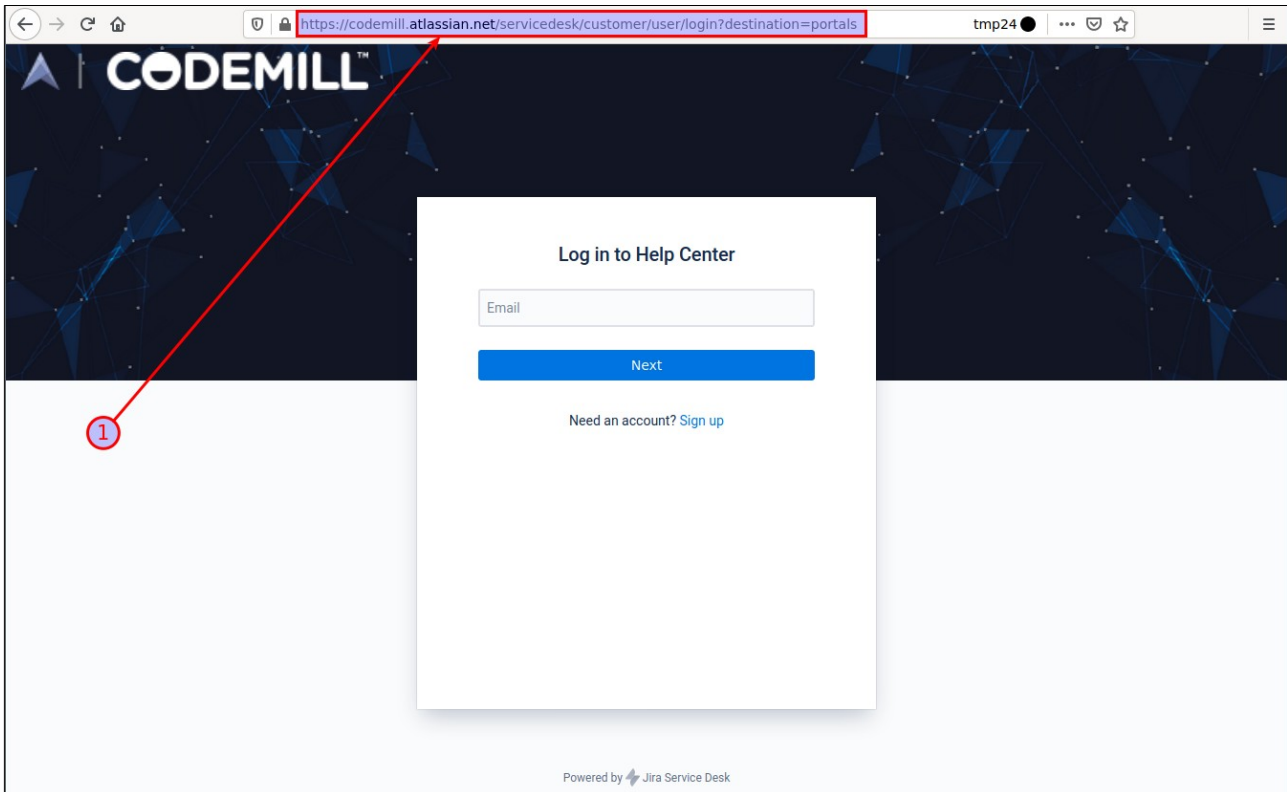 https://codemill.atlassian.net/servicedesk/customer/user/login?destination=portals
tmp24
CODEMILL™
Log in to Help Center
Email
Next
Need an account? Sign up
1
Powered by Jira Service Desk